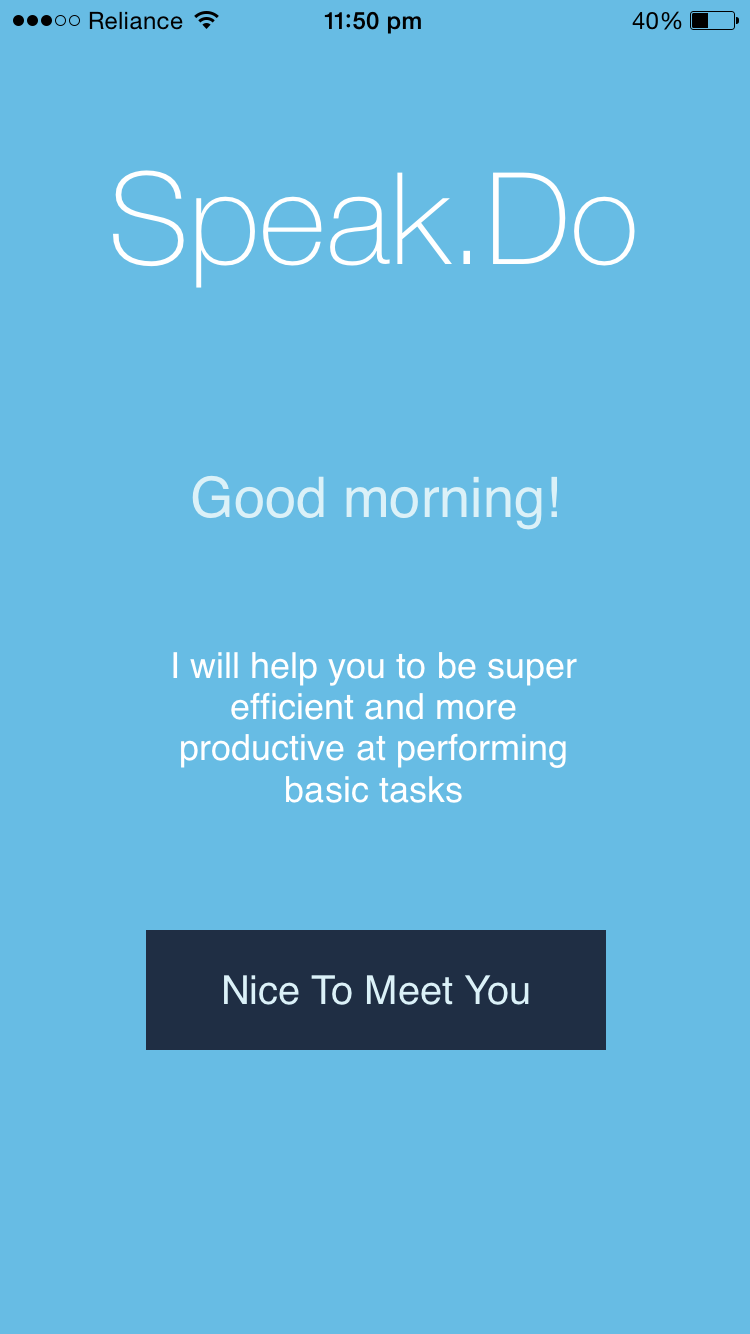 Reliance 11:50 pm 40%
Speak.Do
Good morning!
I will help you to be super
efficient and more
productive at performing
basic tasks
Nice To Meet You